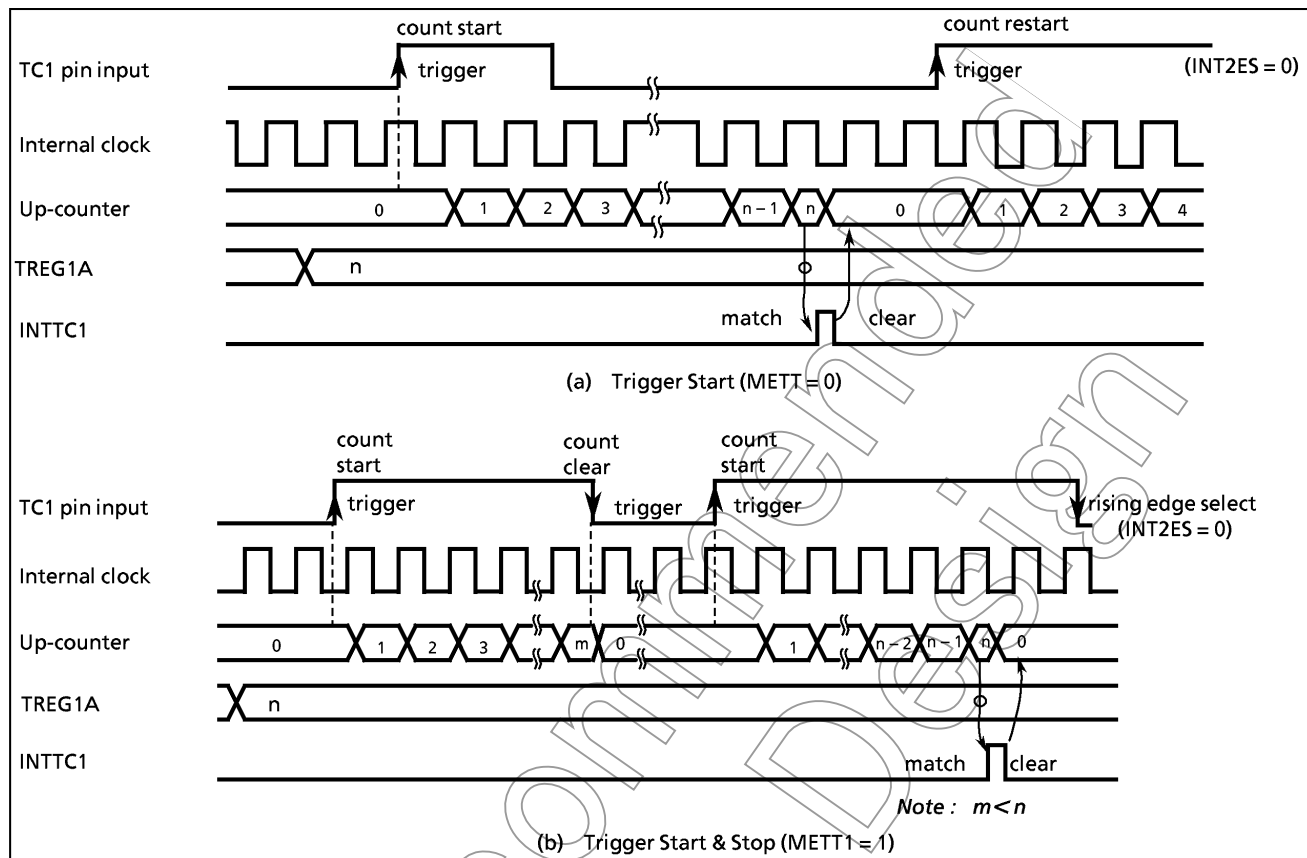 count start
count restart
TC1 pin input
trigger
trigger
(INT2ES = 0)
Internal clock
Up-counter
0
1
2
3
n – 1
n
0
1
2
3
4
TREG1A
n
INTTC1
match
clear
(a) Trigger Start (METT = 0)
count start
count clear
count start
TC1 pin input
trigger
trigger
trigger
rising edge select
(INT2ES = 0)
Internal clock
Up-counter
0
1
2
3
m
0
1
n – 2
n – 1
n
0
TREG1A
n
INTTC1
match
clear
Note : m < n
(b) Trigger Start & Stop (METT1 = 1)
ommended
Design